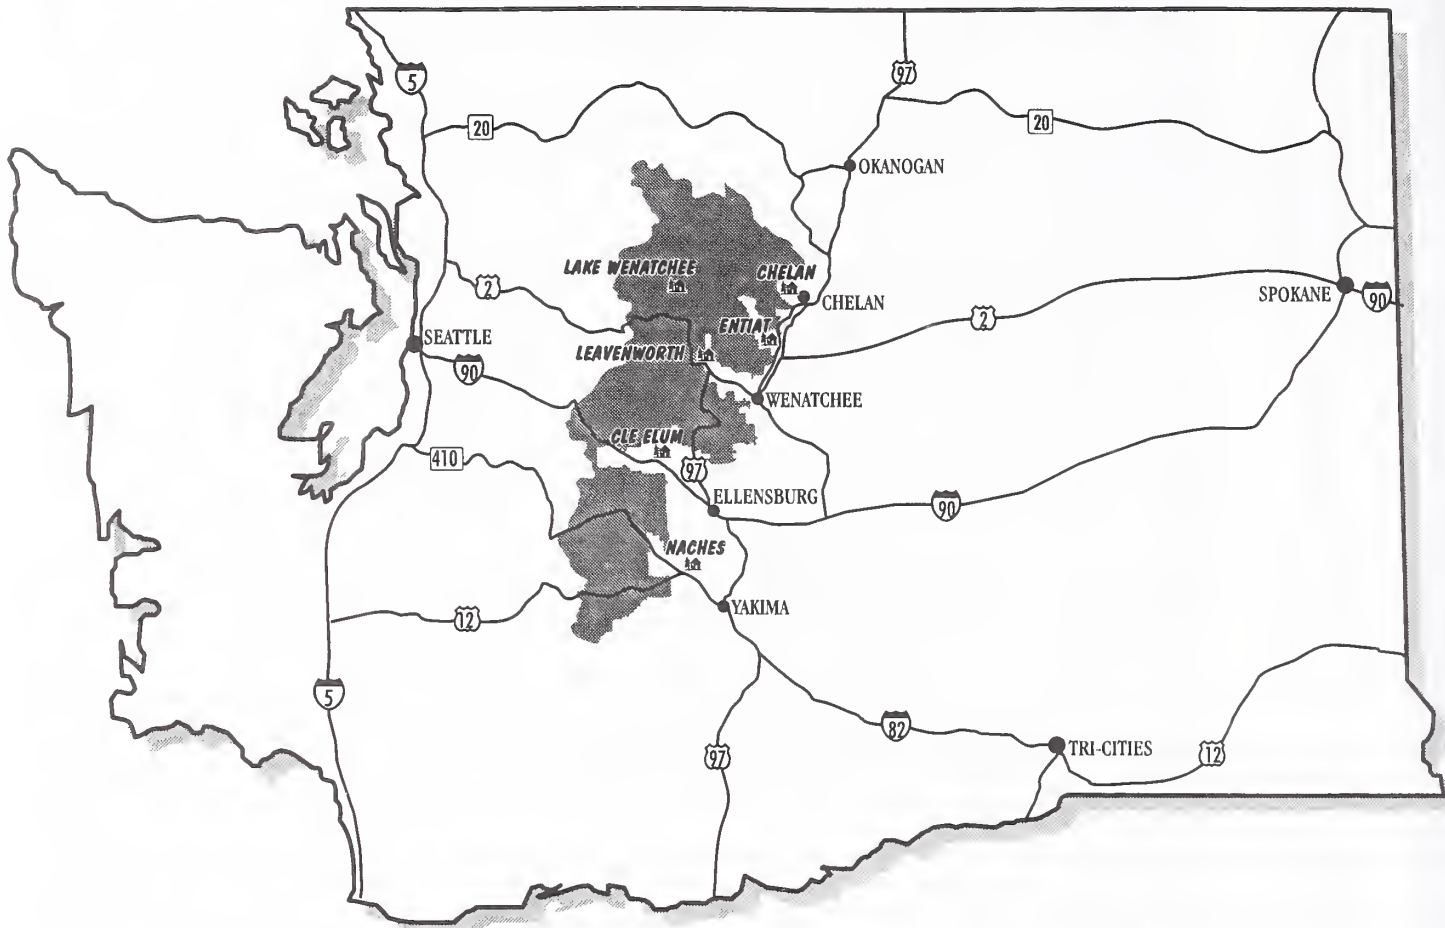 5
97
20
20
OKANOGAN
LAKE WENATCHEE
CHELAN
2
CHELAN
SPOKANE
90
ENTIAT
2
SEATTLE
LEAVENWORTH
90
WENATCHEE
CLE ELUM
410
97
ELLENSBURG
90
NACHES
YAKIMA
12
5
82
97
TRI-CITIES
12